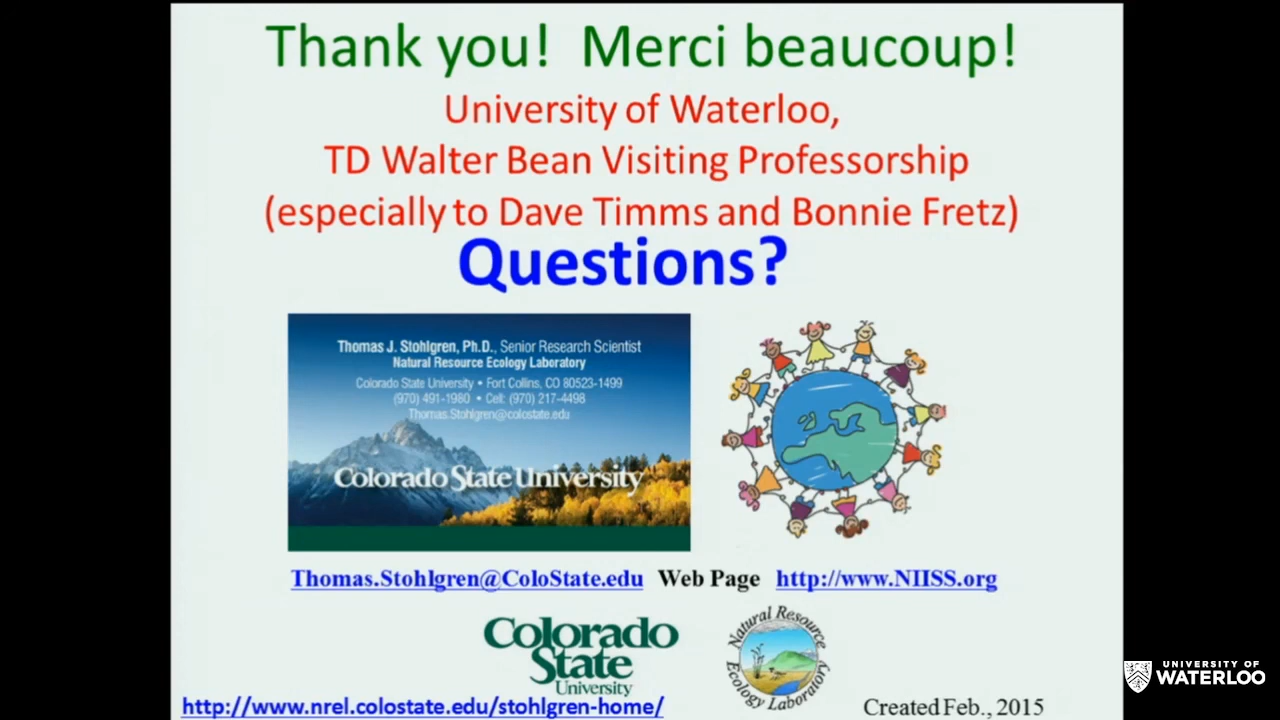 Thank you! Merci beaucoup!
University of Waterloo,
TD Walter Bean Visiting Professorship
(especially to Dave Timms and Bonnie Fretz)
Questions?
Thomas J. Stohlgren, Ph.D., Senior Research Scientist
Natural Resource Ecology Laboratory
Colorado State University • Fort Collins, CO 80523-1499
(970) 491-1980 • Cell: (970) 217-4498
Thomas.Stohlgren@colostate.edu
Colorado State University
Thomas.Stohlgren@ColoState.edu Web Page http://www.NIISS.org
Colorado
State
University
Natural Resource
Ecology Laboratory
http://www.nrel.colostate.edu/stohlgren-home/
Created Feb., 2015
UNIVERSITY OF
WATERLOO